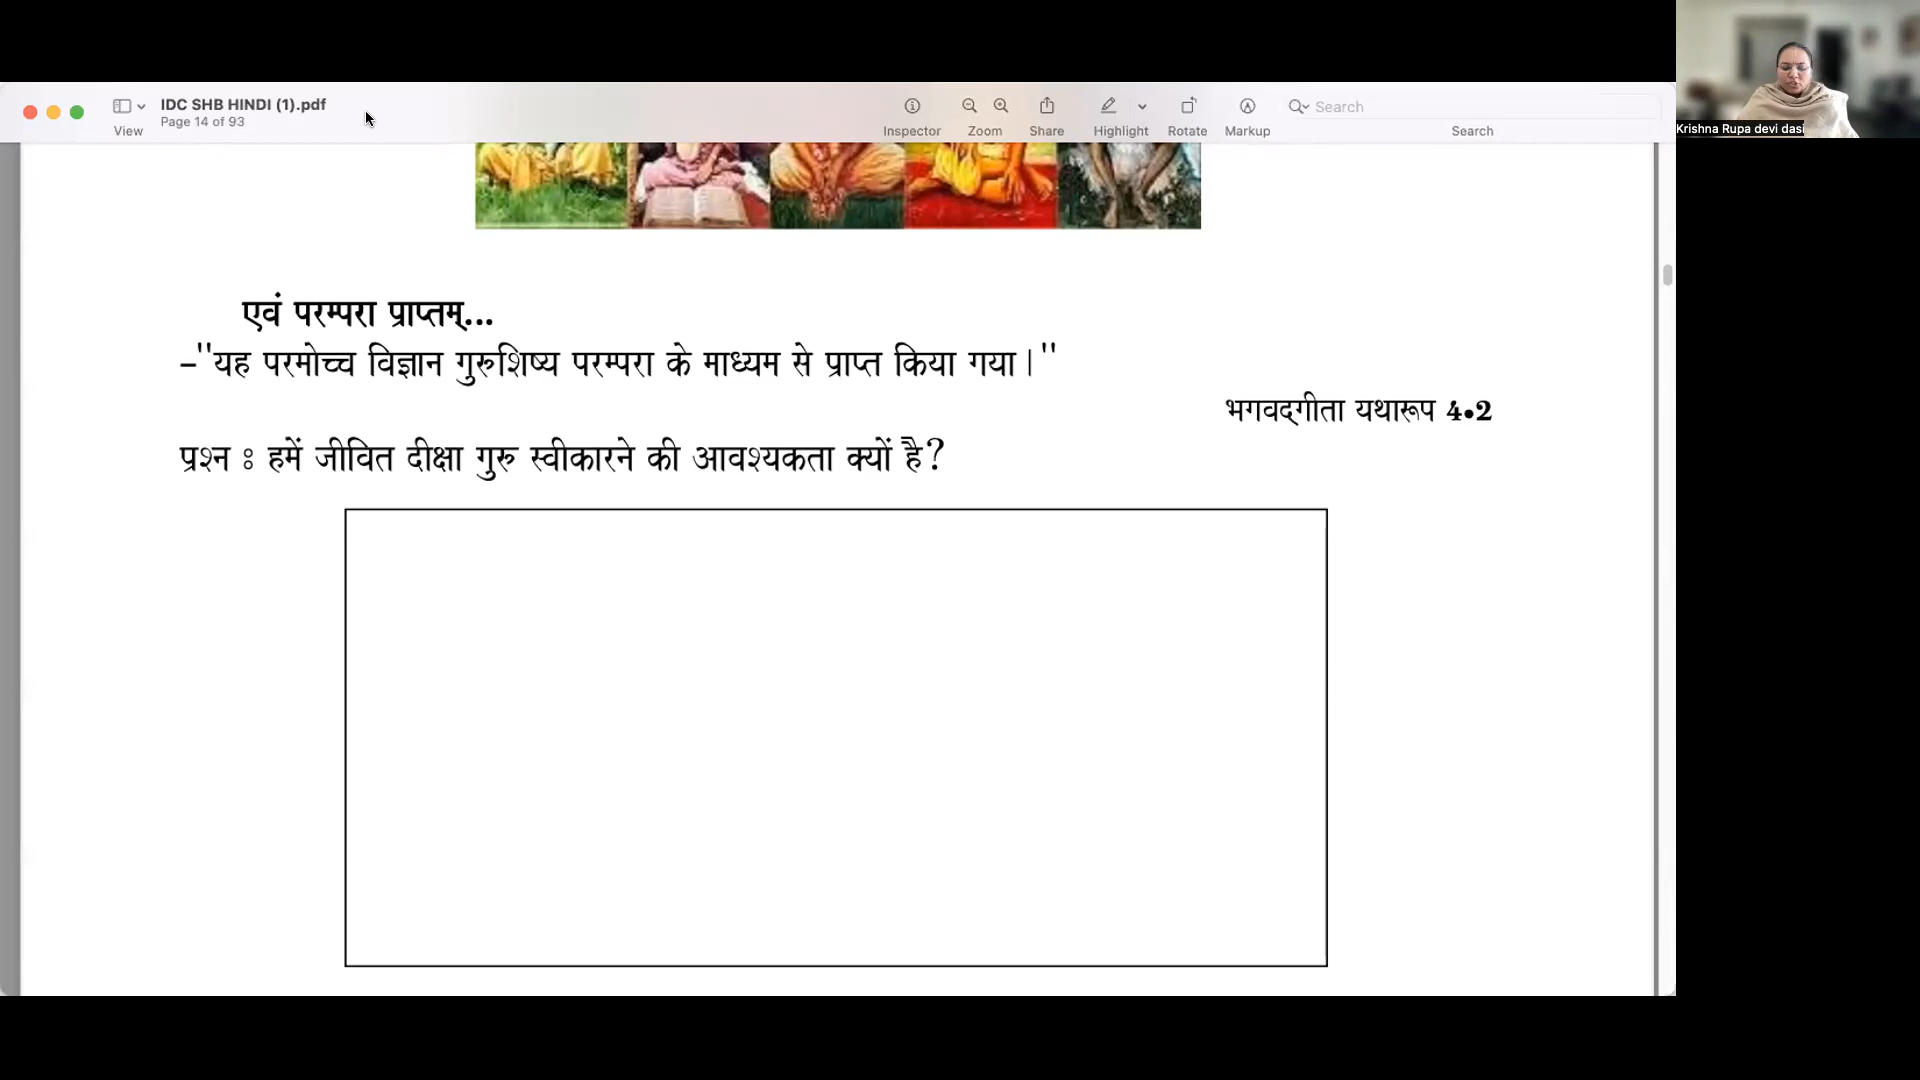 IDC SHB HINDI (1).pdf
Page 14 of 93
View
Inspector
Zoom
Share
Highlight
Rotate
Markup
Search
Search
Krishna Rupa devi dasi
एवं परम्परा प्राप्तम्...
–"यह परमोच्च विज्ञान गुरुशिष्य परम्परा के माध्यम से प्राप्त किया गया।"
भगवद्गीता यथारूप 4•2
प्रश्न : हमें जीवित दीक्षा गुरु स्वीकारने की आवश्यकता क्यों है?